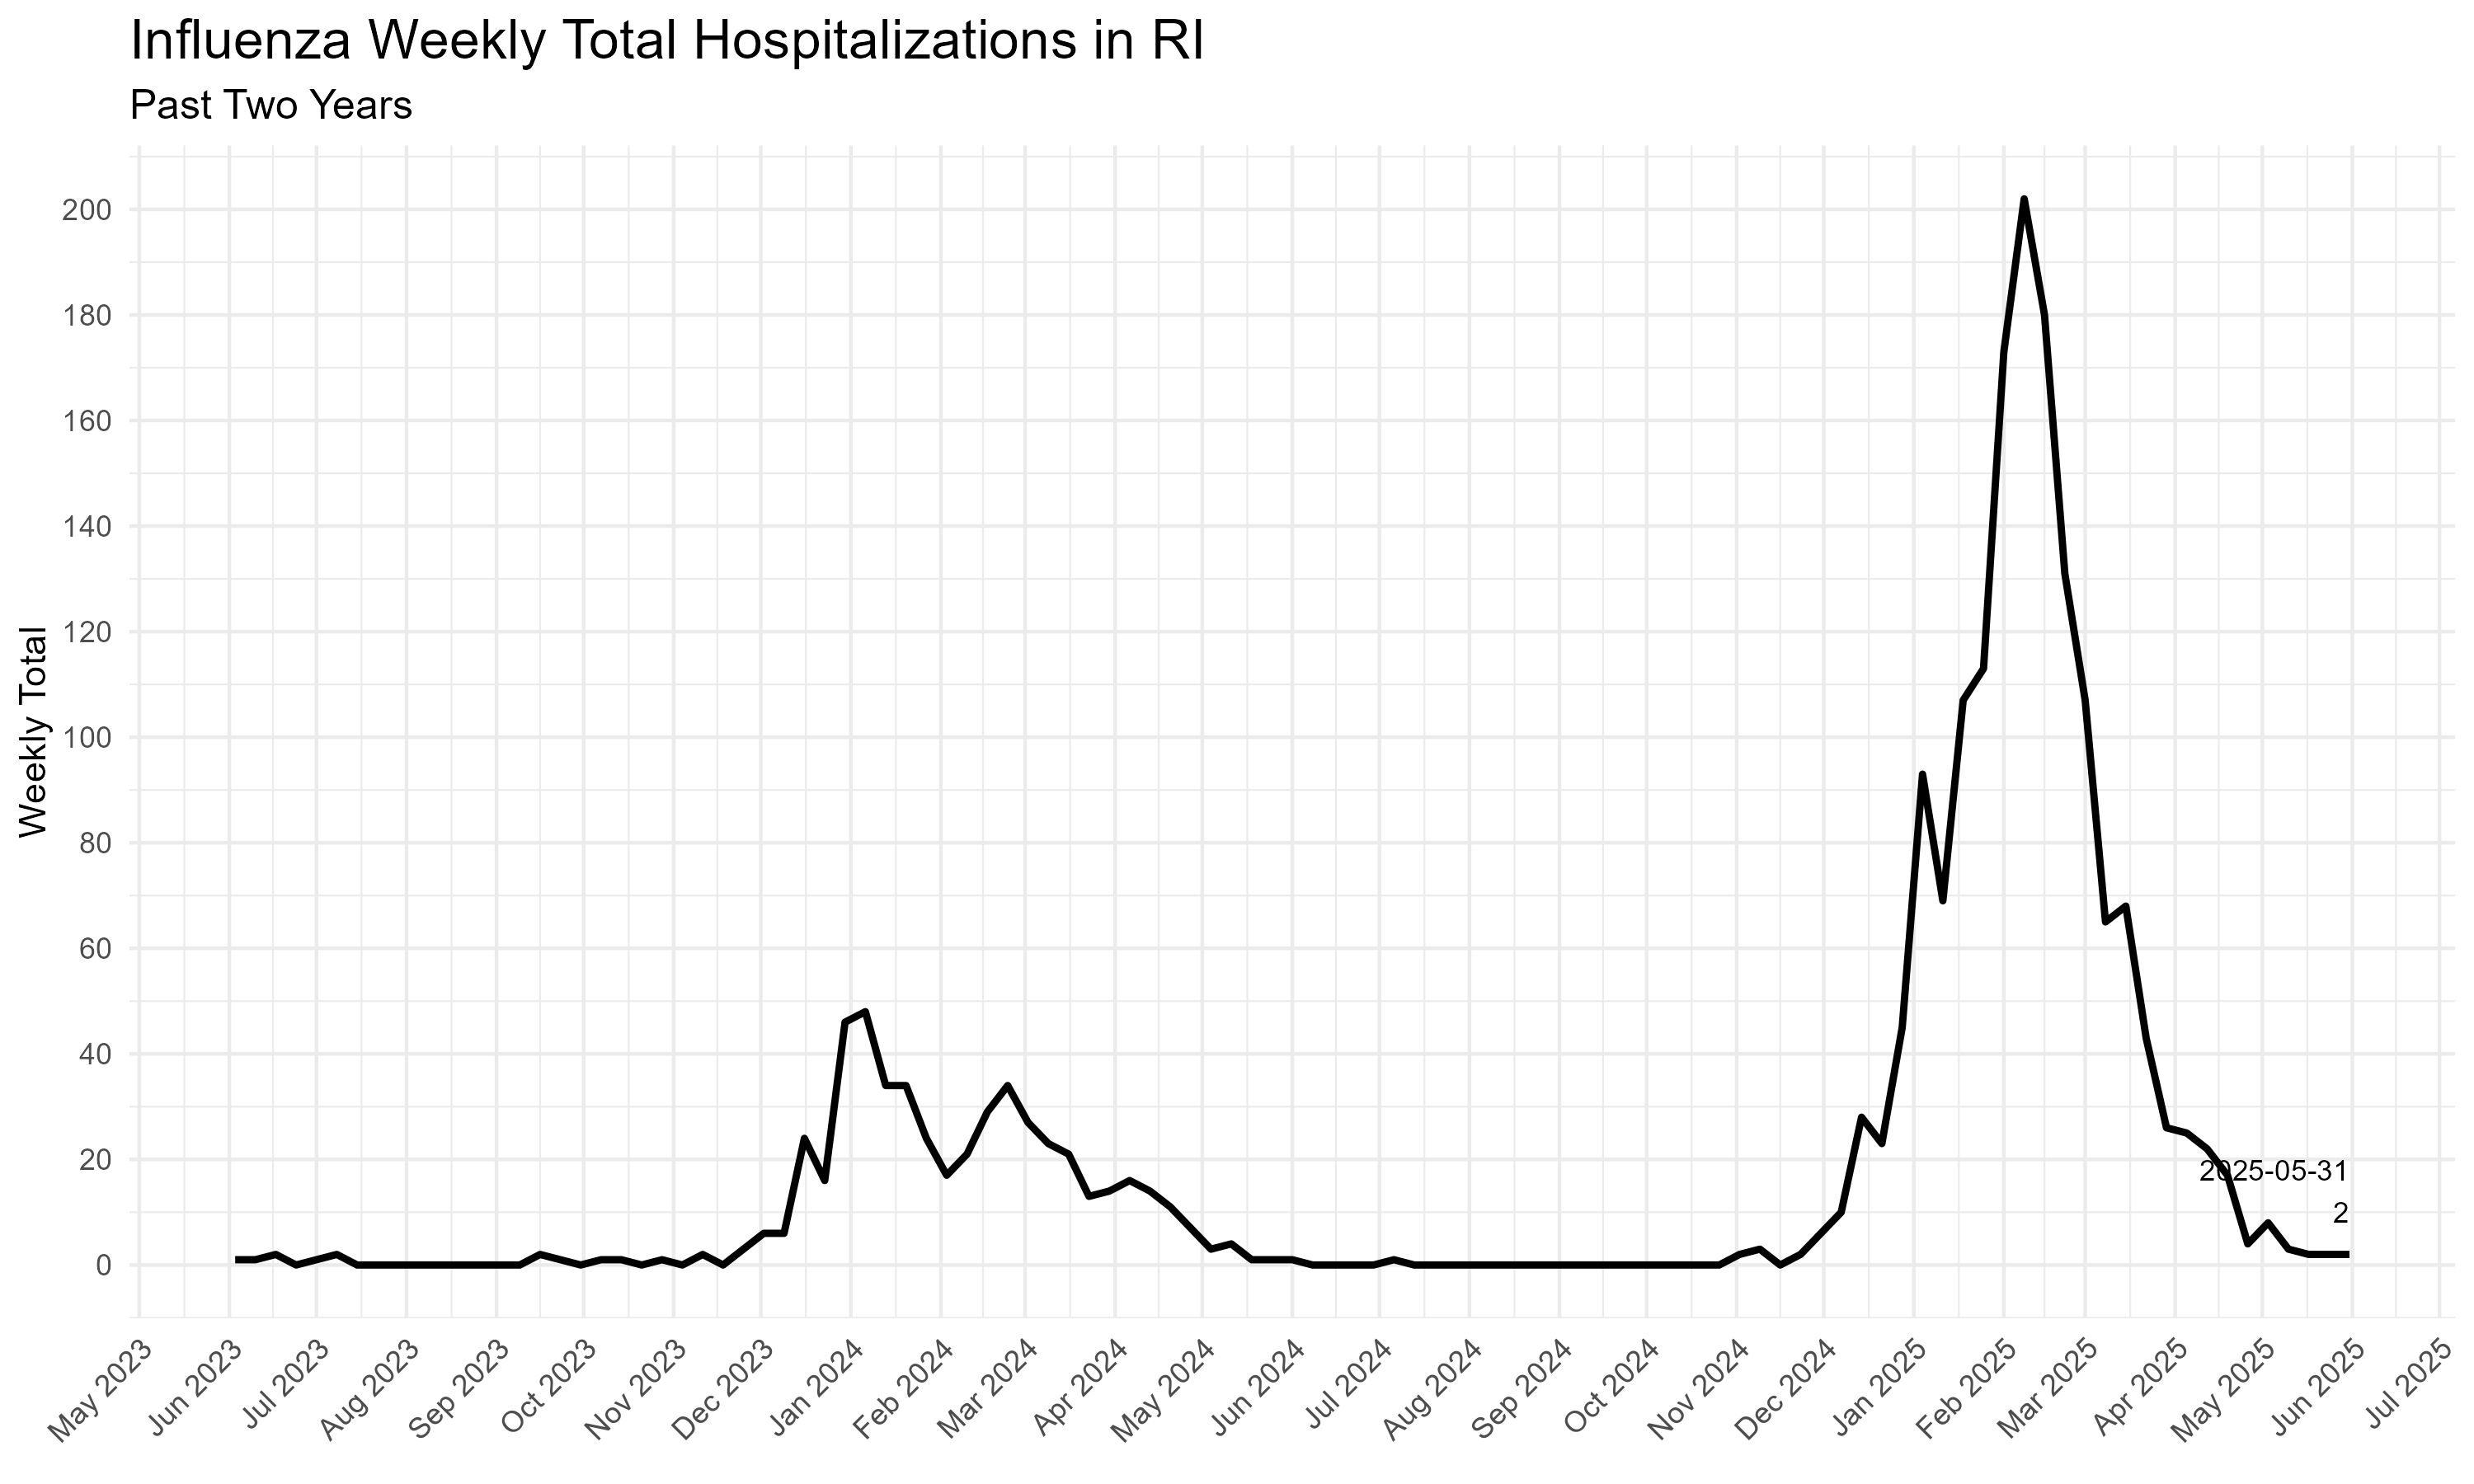 Influenza Weekly Total Hospitalizations in RI
Past Two Years
Weekly Total
200
180
160
140
120
100
80
60
40
20
0
2025-05-31
2
May 2023
Jun 2023
Jul 2023
Aug 2023
Sep 2023
Oct 2023
Nov 2023
Dec 2023
Jan 2024
Feb 2024
Mar 2024
Apr 2024
May 2024
Jun 2024
Jul 2024
Aug 2024
Sep 2024
Oct 2024
Nov 2024
Dec 2024
Jan 2025
Feb 2025
Mar 2025
Apr 2025
May 2025
Jun 2025
Jul 2025